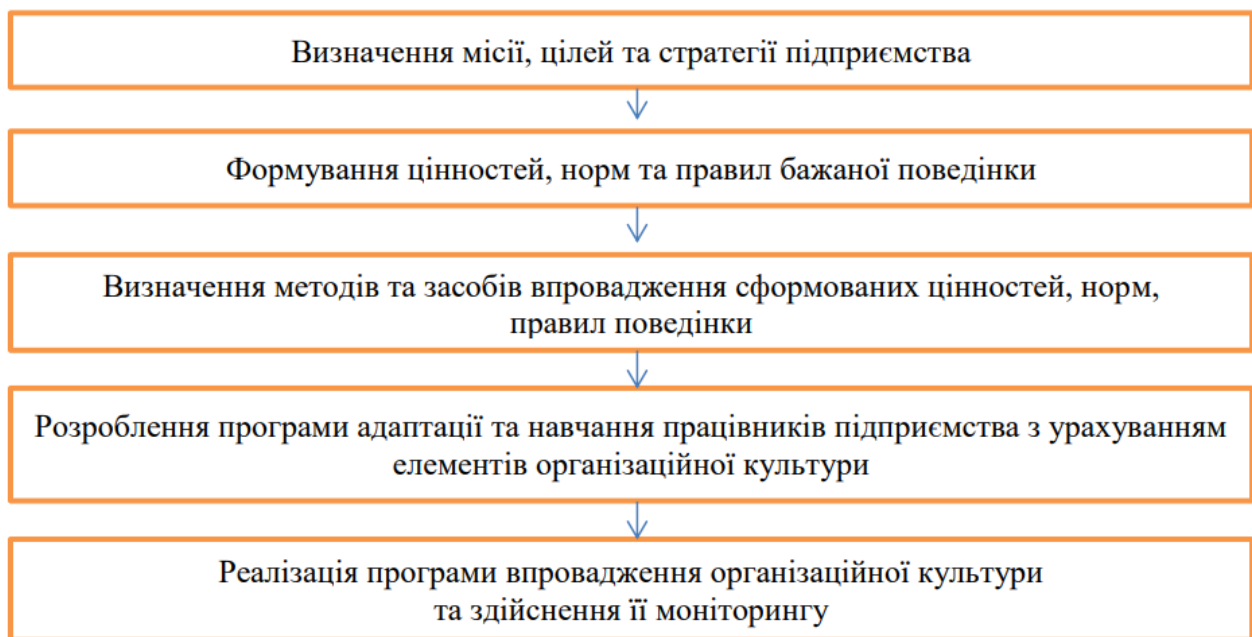 Визначення місії, цілей та стратегії підприємства
Формування цінностей, норм та правил бажаної поведінки
Визначення методів та засобів впровадження сформованих цінностей, норм,
правил поведінки
Розроблення програми адаптації та навчання працівників підприємства з урахуванням
елементів організаційної культури
Реалізація програми впровадження організаційної культури
та здійснення її моніторингу